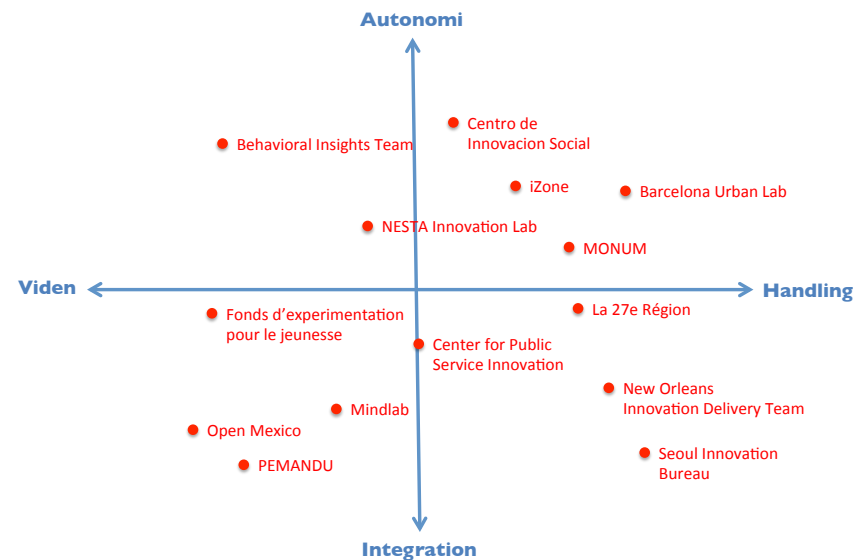 Autonomi
Centro de
Innovacion Social
Behavioral Insights Team
iZone
Barcelona Urban Lab
NESTA Innovation Lab
MONUM
Viden
Handling
Fonds d’experimentation
pour le jeunesse
La 27e Région
Center for Public
Service Innovation
New Orleans
Innovation Delivery Team
Mindlab
Open Mexico
PEMANDU
Seoul Innovation
Bureau
Integration